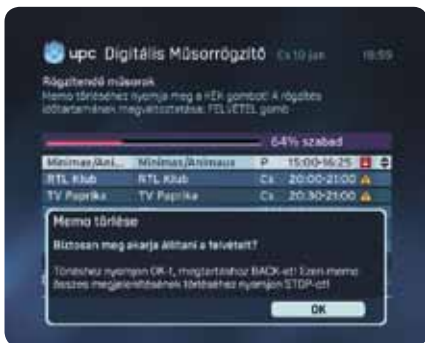 upc Digitális Műsorrögzítő Cs 10 jan 18:59
Rögzítendő műsorok
Memo törléséhez nyomja meg a KÉK gombot! A rögzítés
időtartamának megváltoztatása: FELVÉTEL gomb
64% szabad
Minimax/Ani... Minimax/Animaus P 15:00-16:25
RTL Klub RTL Klub Cs 20:00-21:00
TV Paprika TV Paprika Cs 20:30-21:00
Memo törlése
Biztosan meg akarja állítani a felvételt?
Törléshez nyomjon OK-t, megtartáshoz BACK-et! Ezen memo
összes megjelenítésének törléséhez nyomjon STOP-ot!
OK